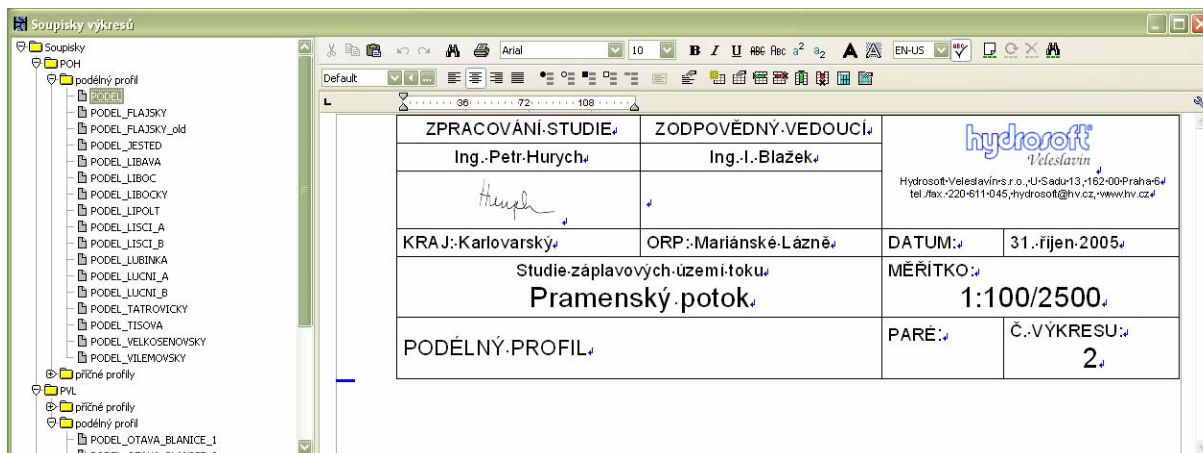 Soupisky výkresů
Soupisky
POH
podélný profil
PODEL
PODEL_FLAJSKY
PODEL_FLAJSKY_old
PODEL_JESTED
PODEL_LIBAVA
PODEL_LIBOC
PODEL_LIBOCKY
PODEL_LIPOLT
PODEL_LISCI_A
PODEL_LISCI_B
PODEL_LUBINKA
PODEL_LUCNI_A
PODEL_LUCNI_B
PODEL_TATROVICKY
PODEL_TISOVA
PODEL_VELKOSENOVSKY
PODEL_VILEMOVSKY
příčné profily
PVL
příčné profily
podélný profil
PODEL_OTAVA_BLANICE_1
Arial 10 B I U ABC ABC a² a₂ A EN-US
Default
36 72 108
ZPRACOVÁNÍ STUDIE
ZODPOVĚDNÝ VEDOUCÍ
Ing. Petr Hurych
Ing. I. Blažek
hydrosoft
Veleslavín
Hydrosoft Veleslavín s.r.o., U Sadu 13, 162 00 Praha 6
tel./fax. 220 611 045, hydrosoft@hv.cz, www.hv.cz
KRAJ: Karlovarský
ORP: Mariánské Lázně
DATUM:
31. říjen 2005
Studie záplavových území toku
Pramenský potok
MĚŘÍTKO:
1:100/2500
PODÉLNÝ PROFIL
PARÉ:
Č. VÝKRESU:
2